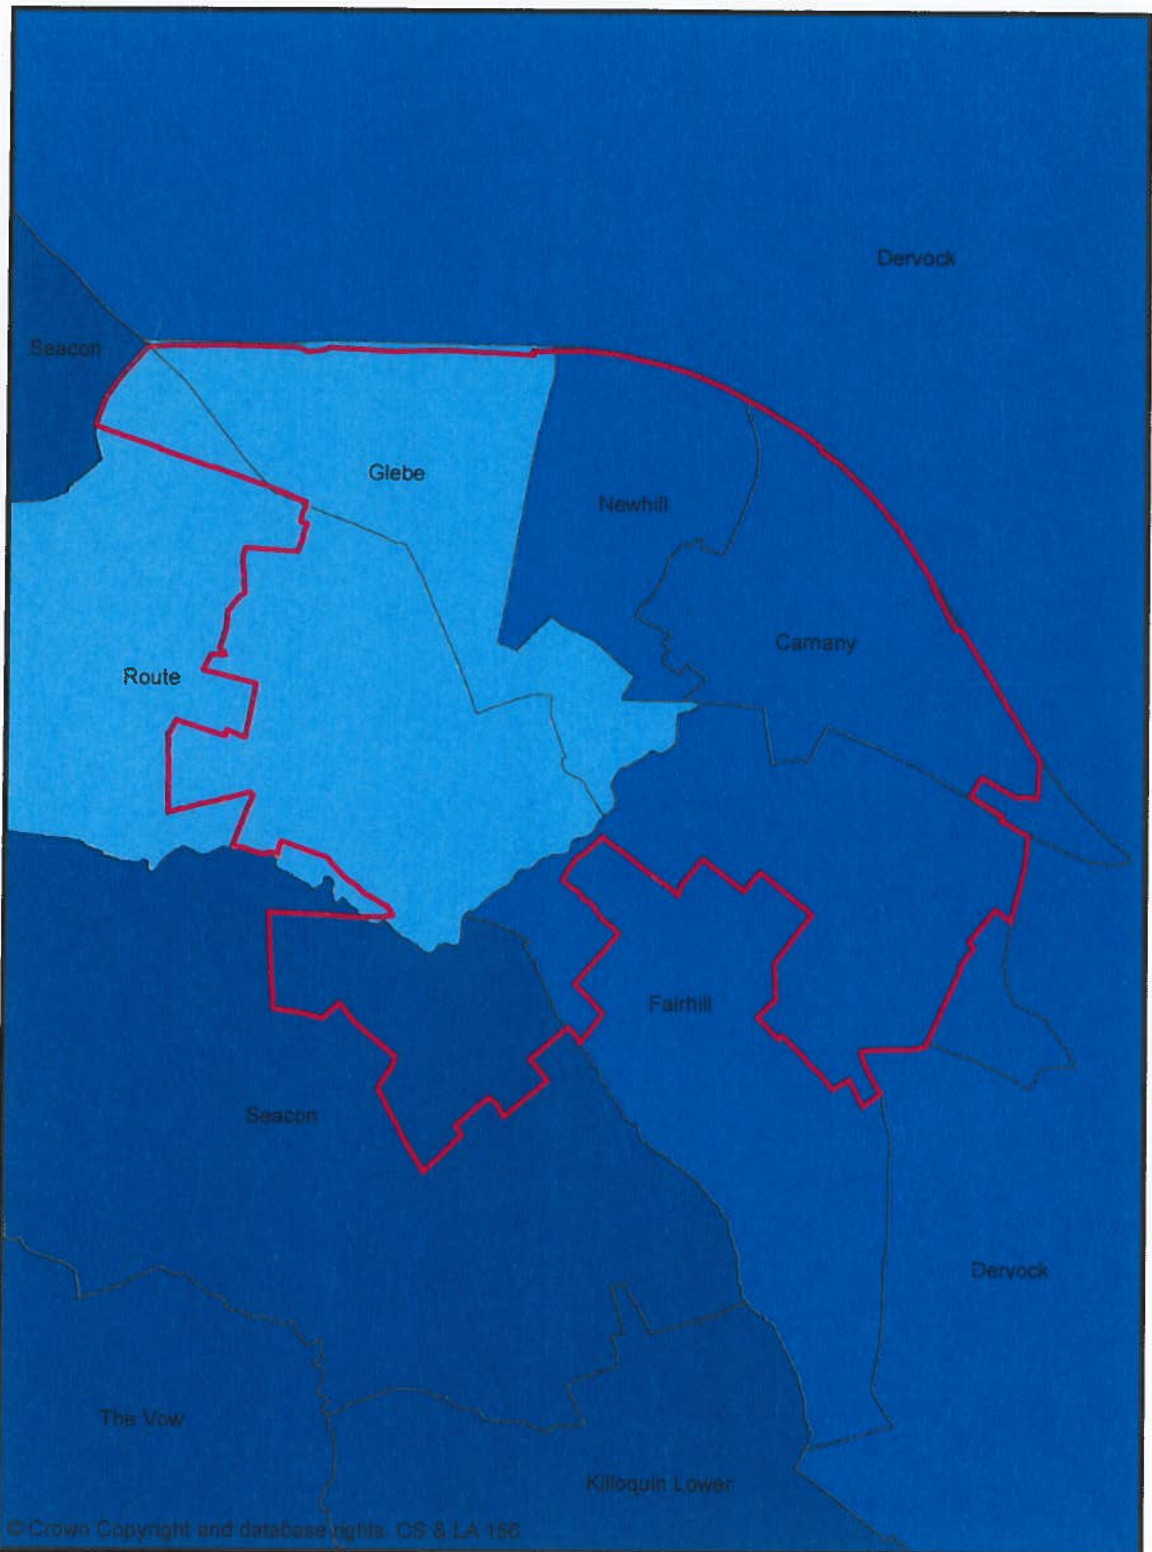 Dervock
Seacon
Glebe
Newhill
Carnany
Route
Fairhill
Seacon
Dervock
The Vow
Killoquin Lower
© Crown Copyright and database rights. CS & LA 156